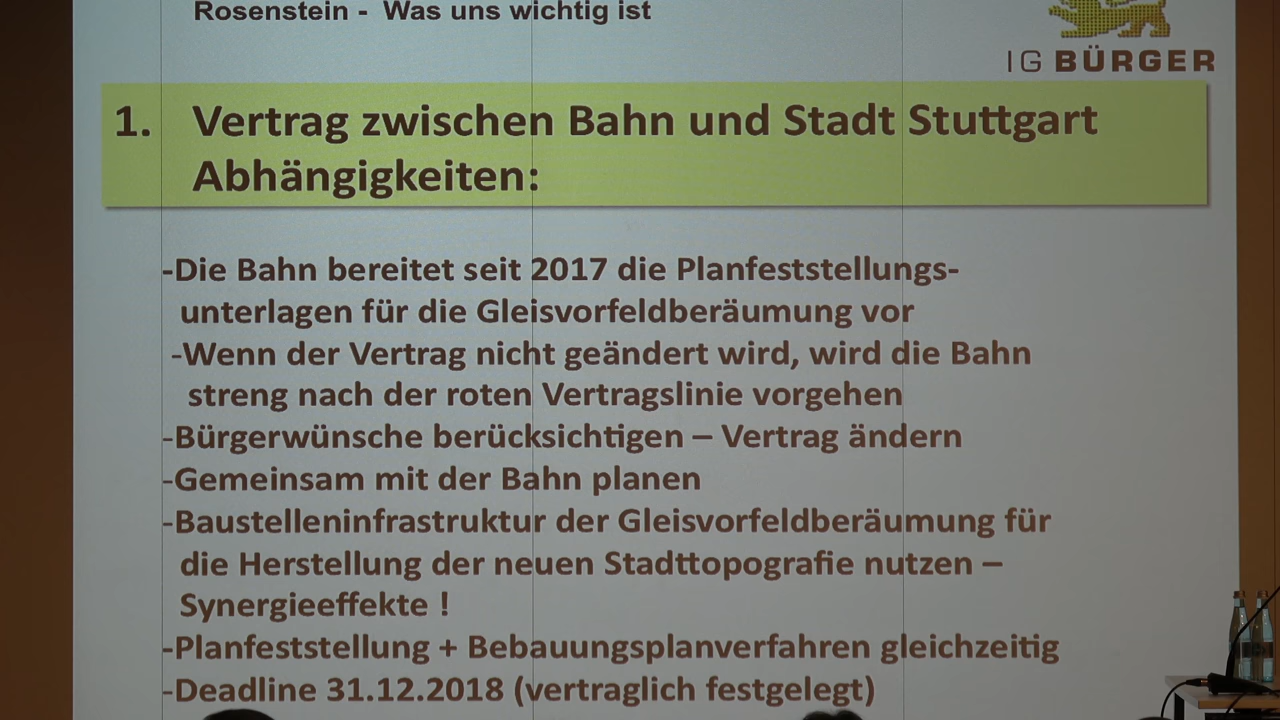 Rosenstein - Was uns wichtig ist
IG BÜRGER
1. Vertrag zwischen Bahn und Stadt Stuttgart
Abhängigkeiten:
-Die Bahn bereitet seit 2017 die Planfeststellungs-
unterlagen für die Gleisvorfeldberäumung vor
-Wenn der Vertrag nicht geändert wird, wird die Bahn
streng nach der roten Vertragslinie vorgehen
-Bürgerwünsche berücksichtigen – Vertrag ändern
-Gemeinsam mit der Bahn planen
-Baustelleninfrastruktur der Gleisvorfeldberäumung für
die Herstellung der neuen Stadttopografie nutzen –
Synergieeffekte !
-Planfeststellung + Bebauungsplanverfahren gleichzeitig
-Deadline 31.12.2018 (vertraglich festgelegt)